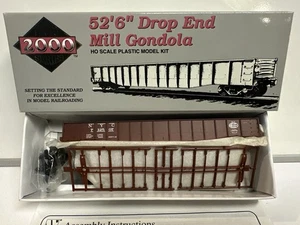 2000
52'6" Drop End
Mill Gondola
HO SCALE PLASTIC MODEL KIT
SETTING THE STANDARD
FOR EXCELLENCE
IN MODEL RAILROADING
Assembly Instructions